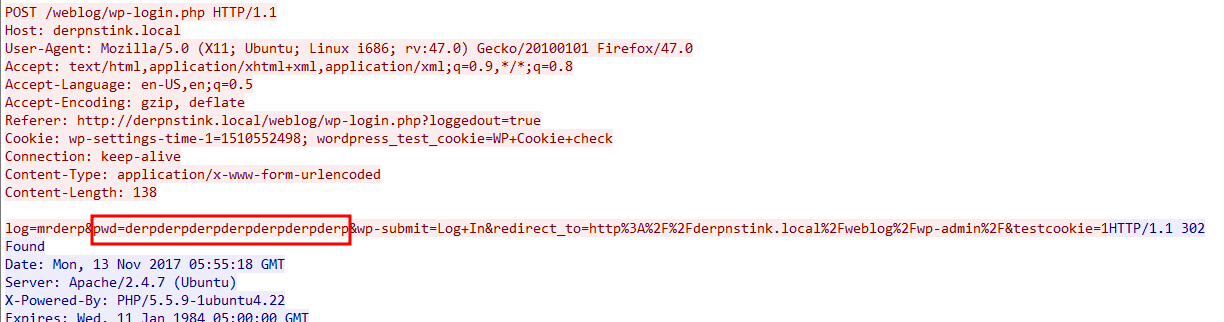 POST /weblog/wp-login.php HTTP/1.1
Host: derpnstink.local
User-Agent: Mozilla/5.0 (X11; Ubuntu; Linux i686; rv:47.0) Gecko/20100101 Firefox/47.0
Accept: text/html,application/xhtml+xml,application/xml;q=0.9,*/*;q=0.8
Accept-Language: en-US,en;q=0.5
Accept-Encoding: gzip, deflate
Referer: http://derpnstink.local/weblog/wp-login.php?loggedout=true
Cookie: wp-settings-time-1=1510552498; wordpress_test_cookie=WP+Cookie+check
Connection: keep-alive
Content-Type: application/x-www-form-urlencoded
Content-Length: 138
log=mrderp&pwd=derpderpderpderpderpderpderp&wp-submit=Log+In&redirect_to=http%3A%2F%2Fderpnstink.local%2Fweblog%2Fwp-admin%2F&testcookie=1HTTP/1.1 302
Found
Date: Mon, 13 Nov 2017 05:55:18 GMT
Server: Apache/2.4.7 (Ubuntu)
X-Powered-By: PHP/5.5.9-1ubuntu4.22
Expires: Wed, 11 Jan 1984 05:00:00 GMT